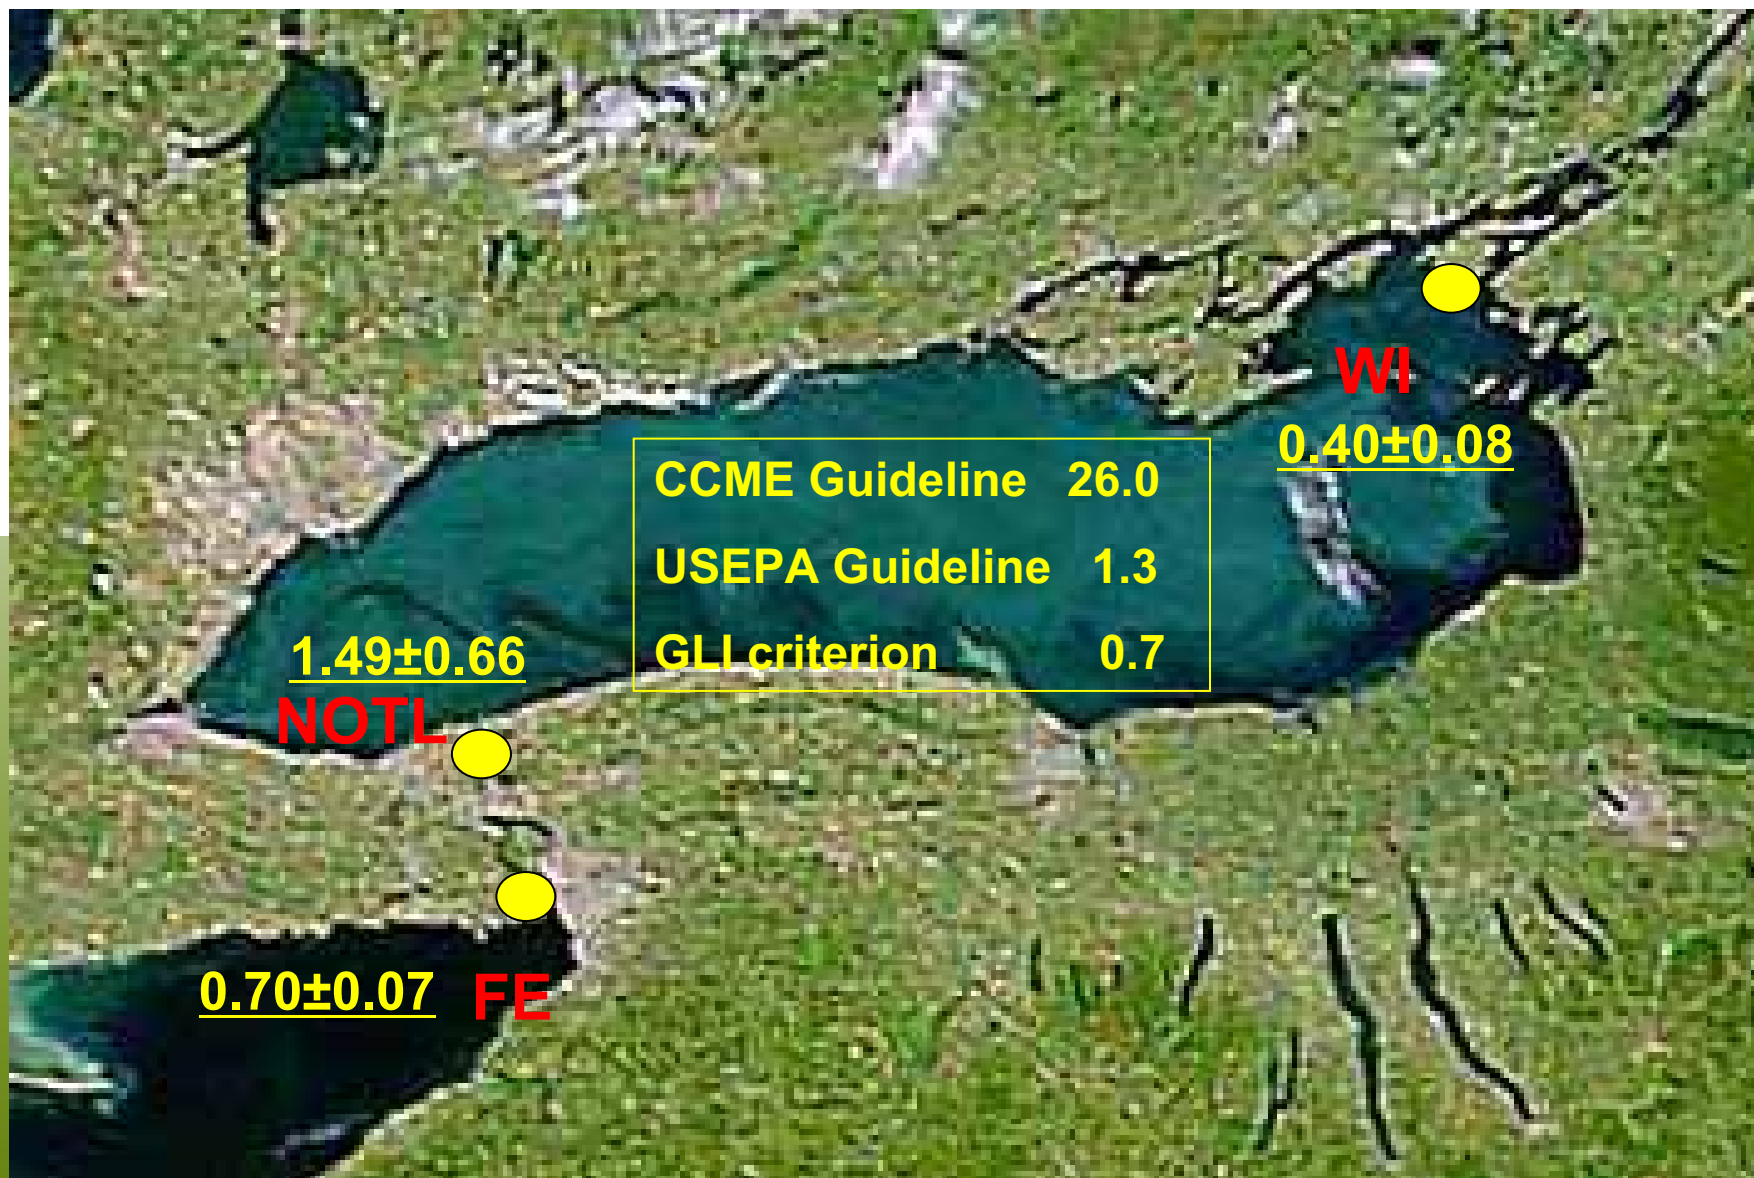 WI
0.40±0.08
CCME Guideline 26.0
USEPA Guideline 1.3
GLI criterion 0.7
1.49±0.66
NOTL
0.70±0.07 FE